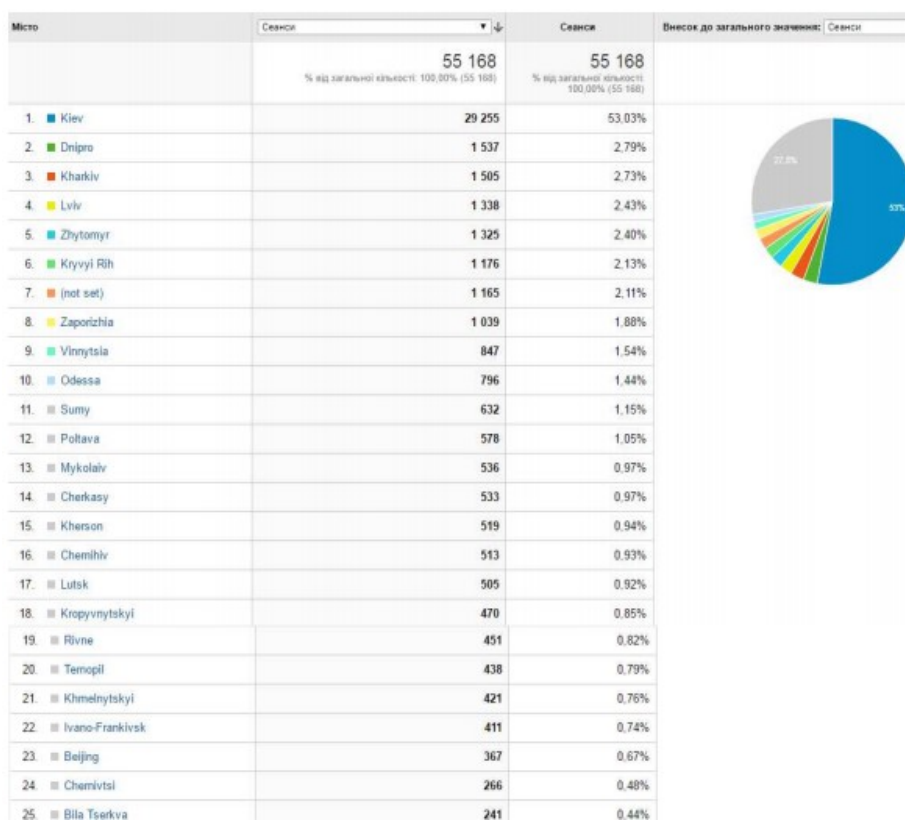 Місто Сеанси Сеанси Внесок до загального значення: Сеанси
55 168 55 168
% від загальної кількості: 100,00% (55 168) % від загальної кількості:
100,00% (55 168)
1. Kiev 29 255 53,03%
2. Dnipro 1 537 2,79%
3. Kharkiv 1 505 2,73%
4. Lviv 1 338 2,43%
5. Zhytomyr 1 325 2,40%
6. Kryvyi Rih 1 176 2,13%
7. (not set) 1 165 2,11%
8. Zaporizhia 1 039 1,88%
9. Vinnytsia 847 1,54%
10. Odessa 796 1,44%
11. Sumy 632 1,15%
12. Poltava 578 1,05%
13. Mykolaiv 536 0,97%
14. Cherkasy 533 0,97%
15. Kherson 519 0,94%
16. Chernihiv 513 0,93%
17. Lutsk 505 0,92%
18. Kropyvnytskyi 470 0,85%
19. Rivne 451 0,82%
20. Ternopil 438 0,79%
21. Khmelnytskyi 421 0,76%
22. Ivano-Frankivsk 411 0,74%
23. Beijing 367 0,67%
24. Chernivtsi 266 0,48%
25. Bila Tserkva 241 0,44%
53%